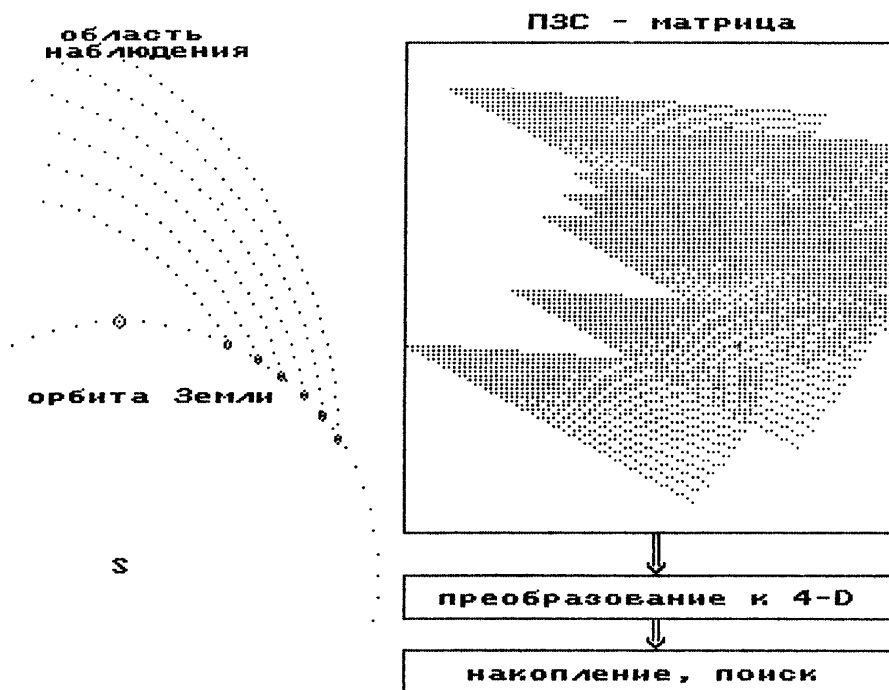 область
наблюдения
ПЗС - матрица
орбита Земли
S
преобразование к 4-D
накопление, поиск